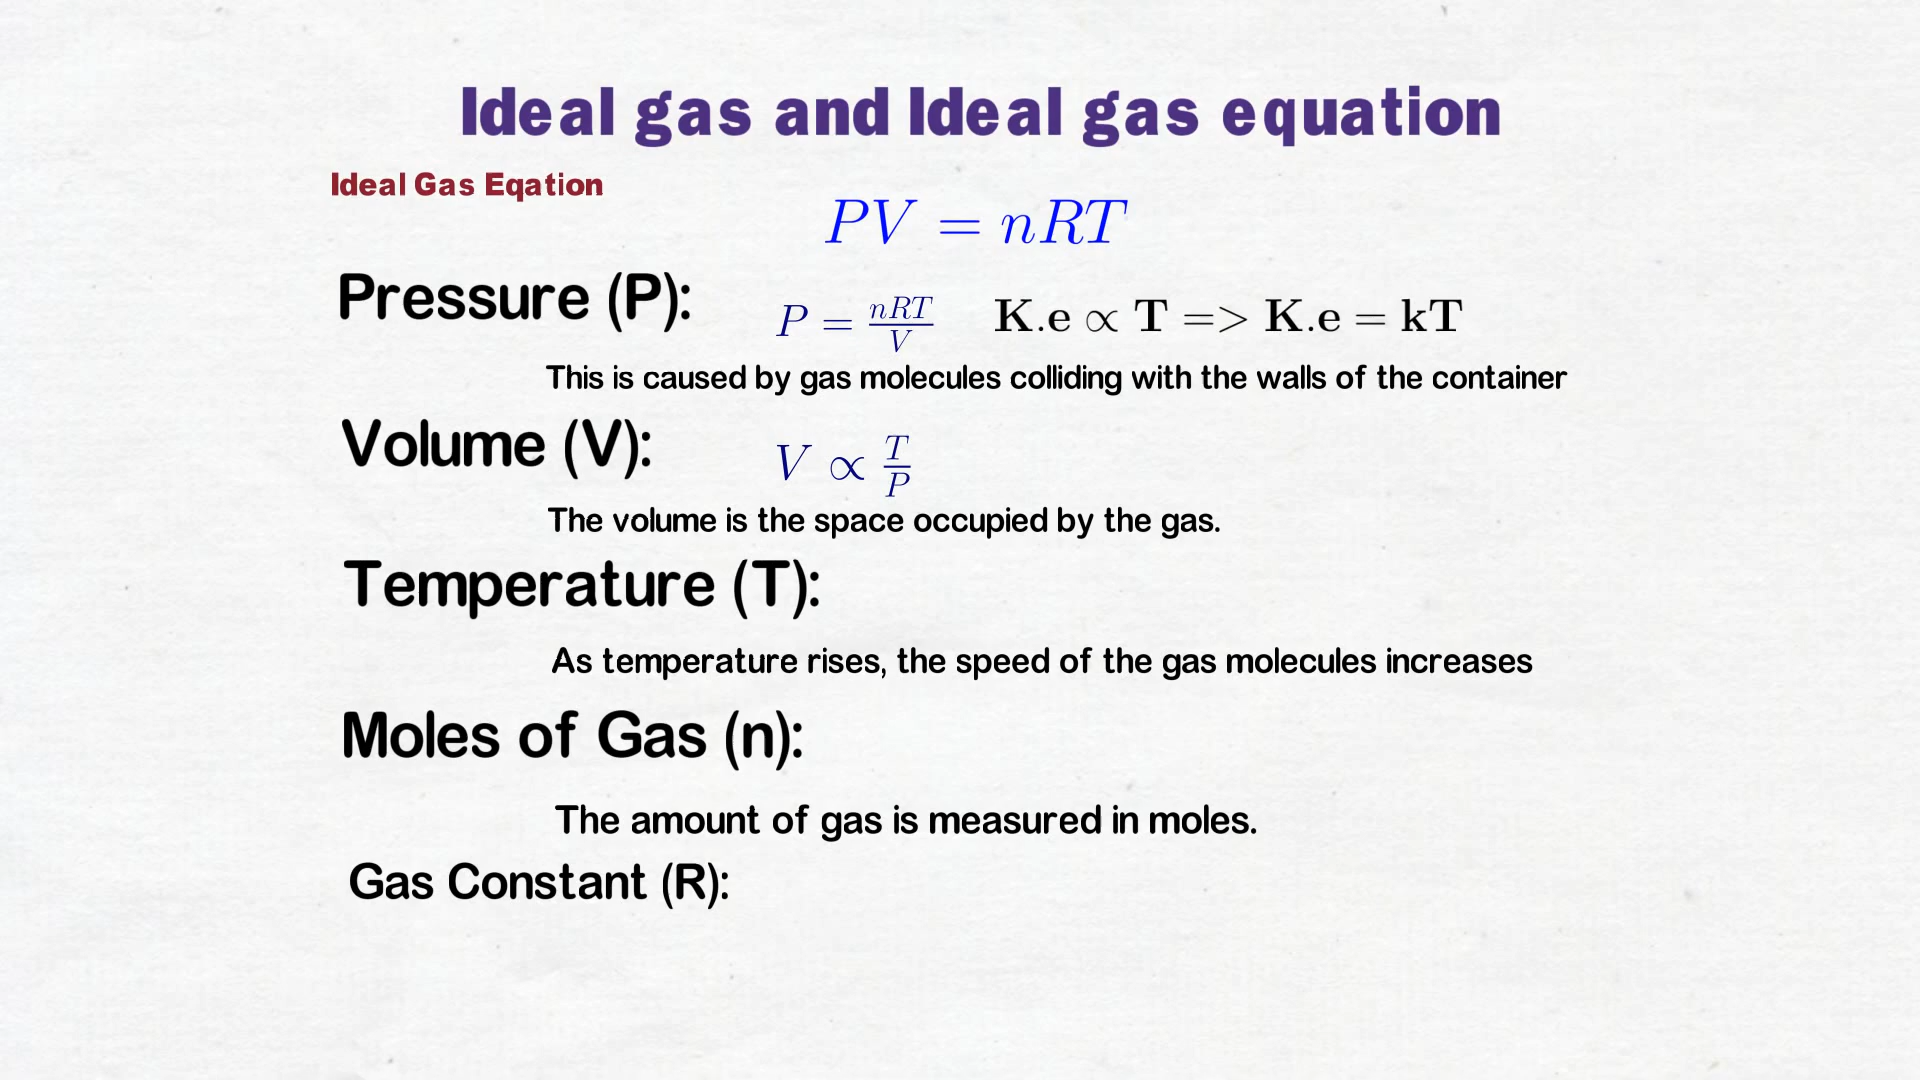 Ideal gas and Ideal gas equation
Ideal Gas Eqation
PV = nRT
Pressure (P): P = nRT/V K.e ∝ T => K.e = kT
This is caused by gas molecules colliding with the walls of the container
Volume (V): V ∝ T/P
The volume is the space occupied by the gas.
Temperature (T):
As temperature rises, the speed of the gas molecules increases
Moles of Gas (n):
The amount of gas is measured in moles.
Gas Constant (R):